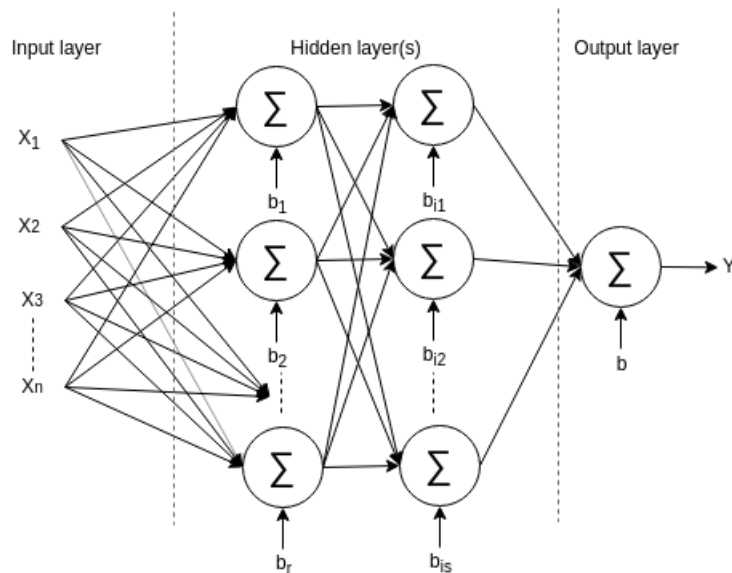 Input layer
Hidden layer(s)
Output layer
X1
X2
X3
Xn
∑
∑
b1
bi1
∑
∑
∑
Y
b2
bi2
b
∑
∑
br
bis